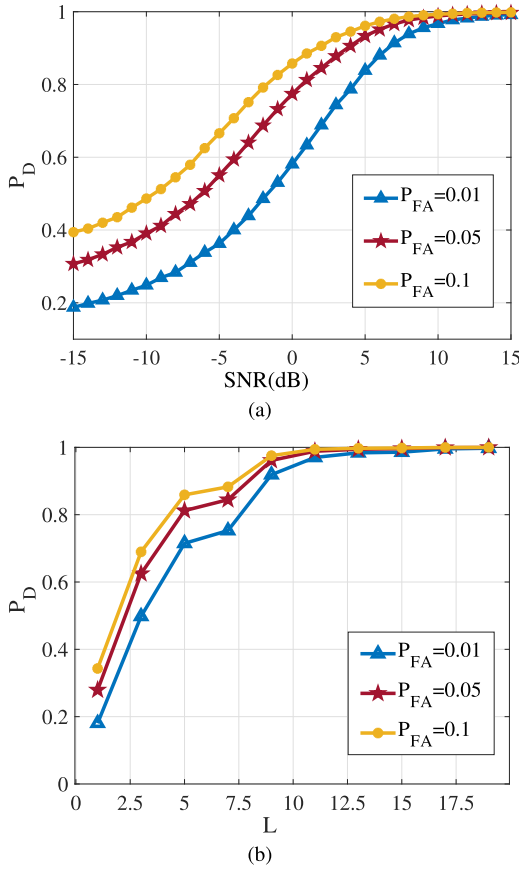 1
0.8
0.6
0.4
0.2
P_D
P_FA=0.01
P_FA=0.05
P_FA=0.1
-15 -10 -5 0 5 10 15
SNR(dB)
(a)
1
0.8
0.6
0.4
0.2
0
P_D
P_FA=0.01
P_FA=0.05
P_FA=0.1
0 2.5 5 7.5 10 12.5 15 17.5
L
(b)